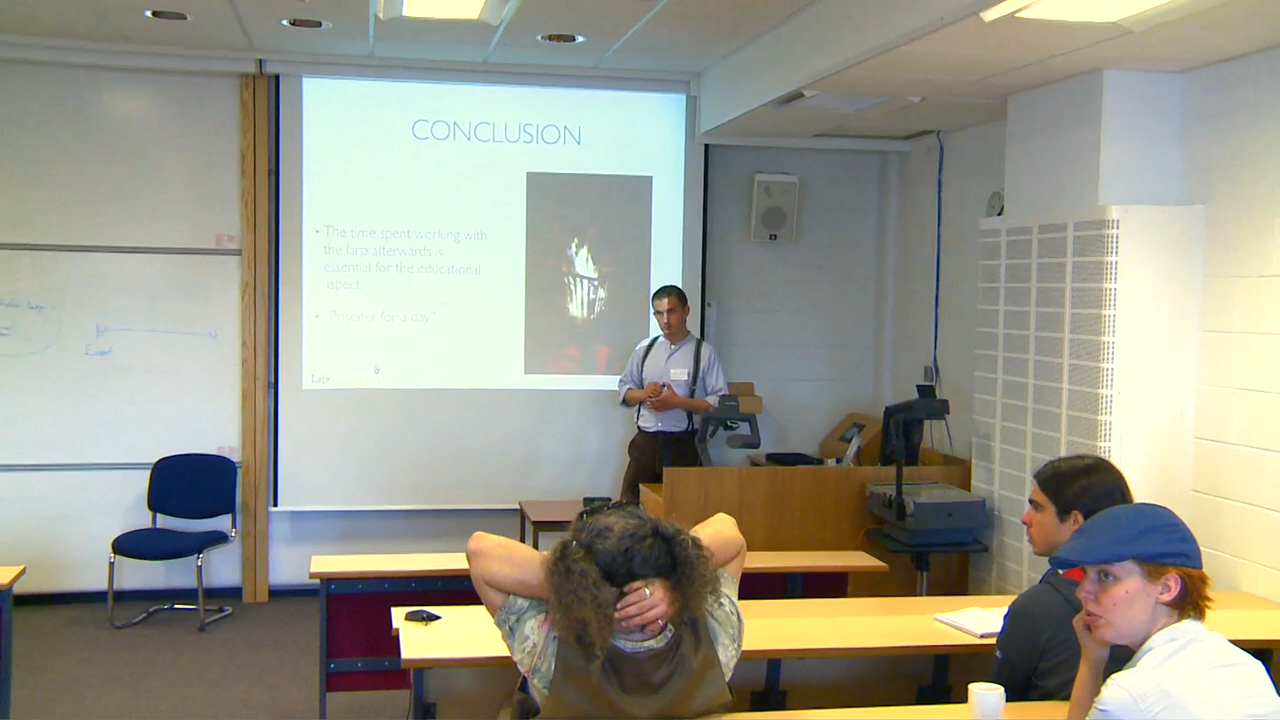 CONCLUSION
• The time spent working with
the larp afterwards is
essential for the educational
aspect.
• "Prisoner for a day"